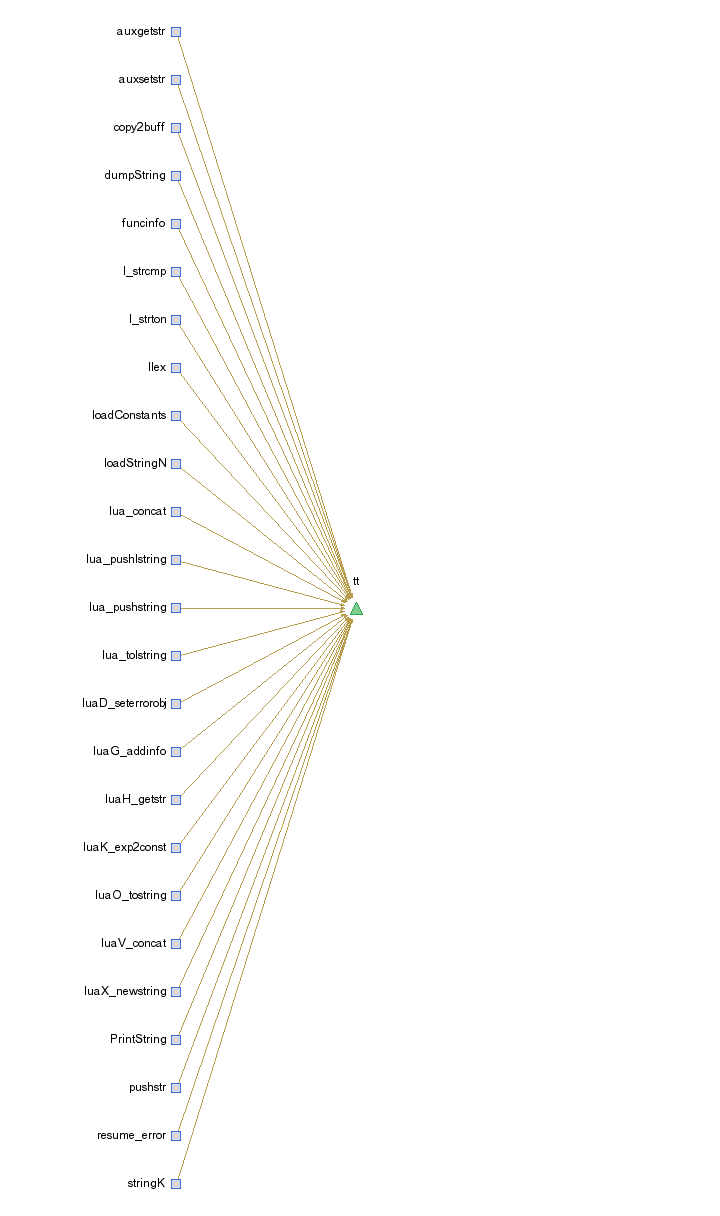 auxgetstr
auxsetstr
copy2buff
dumpString
funcinfo
l_strcmp
l_strton
llex
loadConstants
loadStringN
lua_concat
lua_pushlstring
tt
lua_pushstring
lua_tolstring
luaD_seterrorobj
luaG_addinfo
luaH_getstr
luaK_exp2const
luaO_tostring
luaV_concat
luaX_newstring
PrintString
pushstr
resume_error
stringK